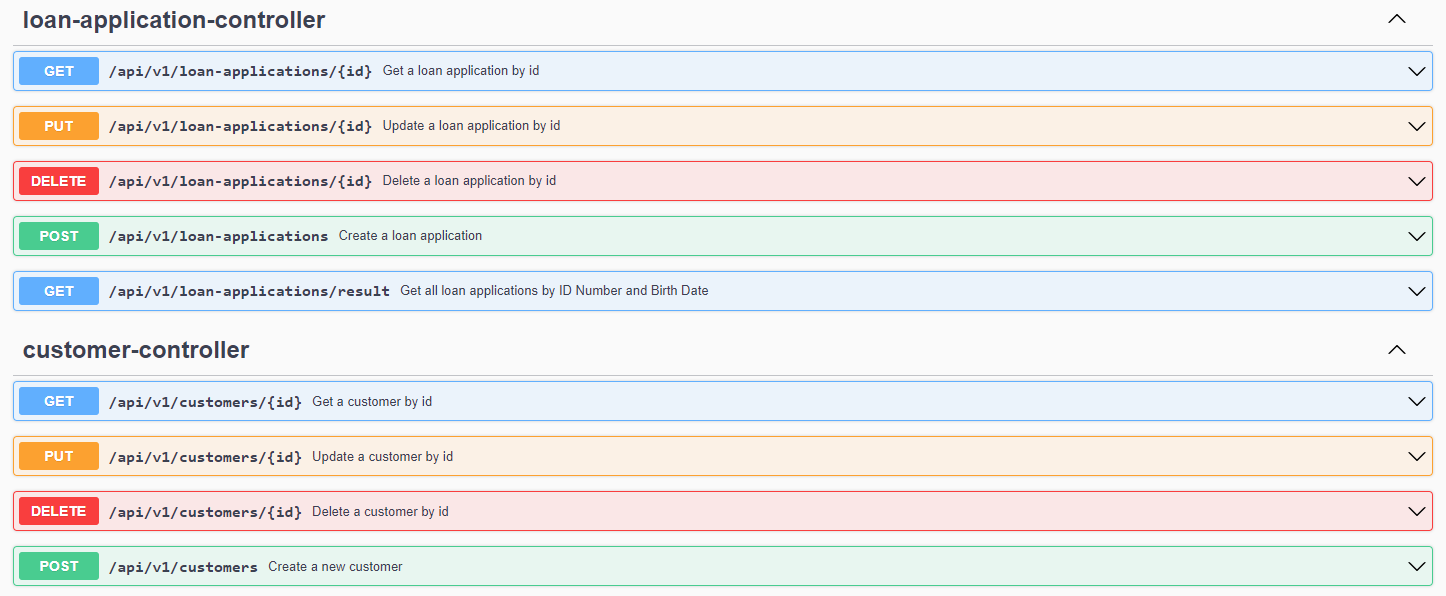 loan-application-controller
GET /api/v1/loan-applications/{id} Get a loan application by id
PUT /api/v1/loan-applications/{id} Update a loan application by id
DELETE /api/v1/loan-applications/{id} Delete a loan application by id
POST /api/v1/loan-applications Create a loan application
GET /api/v1/loan-applications/result Get all loan applications by ID Number and Birth Date
customer-controller
GET /api/v1/customers/{id} Get a customer by id
PUT /api/v1/customers/{id} Update a customer by id
DELETE /api/v1/customers/{id} Delete a customer by id
POST /api/v1/customers Create a new customer